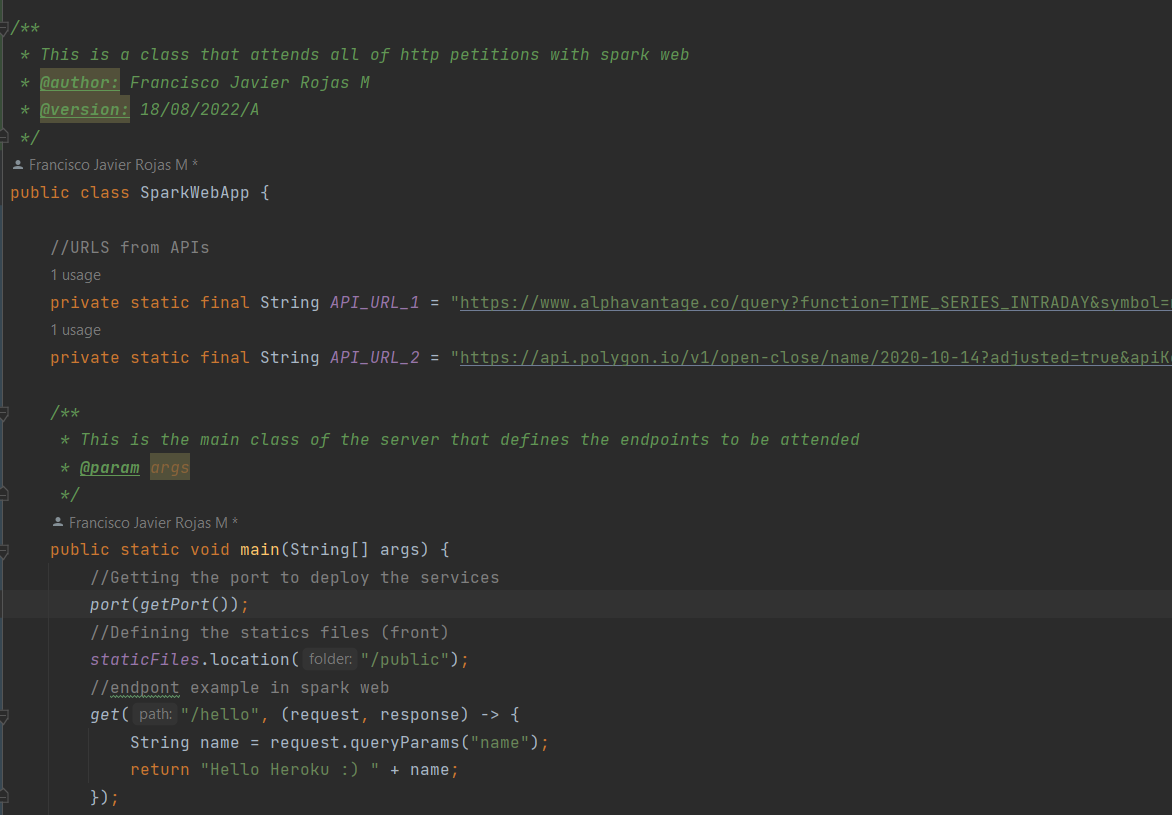 /**
* This is a class that attends all of http petitions with spark web
* @author: Francisco Javier Rojas M
* @version: 18/08/2022/A
*/
Francisco Javier Rojas M *
public class SparkWebApp {
//URLS from APIs
1 usage
private static final String API_URL_1 = "https://www.alphavantage.co/query?function=TIME_SERIES_INTRADAY&symbol=
1 usage
private static final String API_URL_2 = "https://api.polygon.io/v1/open-close/name/2020-10-14?adjusted=true&apiK
/**
* This is the main class of the server that defines the endpoints to be attended
* @param args
*/
Francisco Javier Rojas M *
public static void main(String[] args) {
//Getting the port to deploy the services
port(getPort());
//Defining the statics files (front)
staticFiles.location( folder: "/public");
//endpont example in spark web
get( path: "/hello", (request, response) -> {
String name = request.queryParams("name");
return "Hello Heroku :) " + name;
});